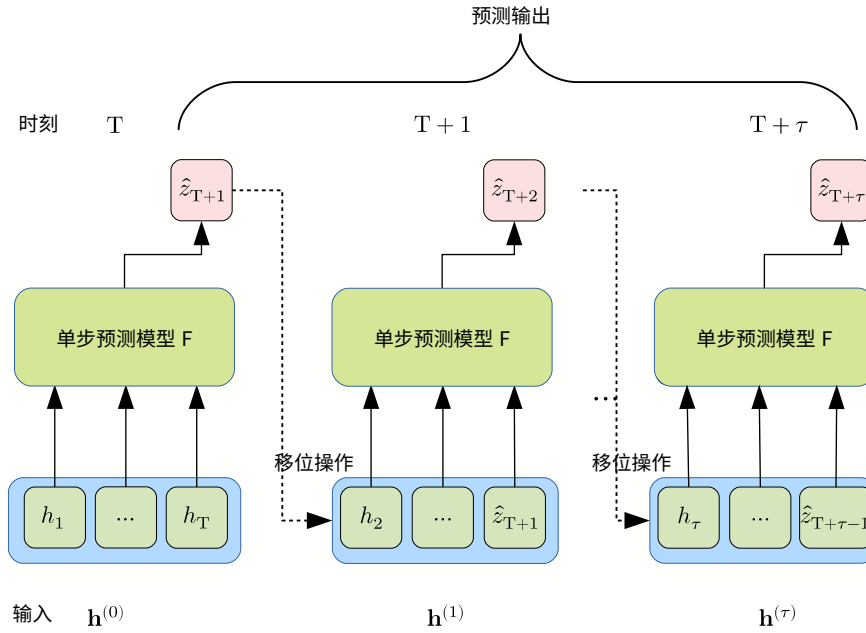 预测输出
时刻 T T + 1 T + τ
ẑ_{T+1} ẑ_{T+2} ẑ_{T+τ}
单步预测模型 F 单步预测模型 F 单步预测模型 F
...
移位操作 移位操作
h_1 ... h_T h_2 ... ẑ_{T+1} h_τ ... ẑ_{T+τ−1}
输入 h^{(0)} h^{(1)} h^{(τ)}